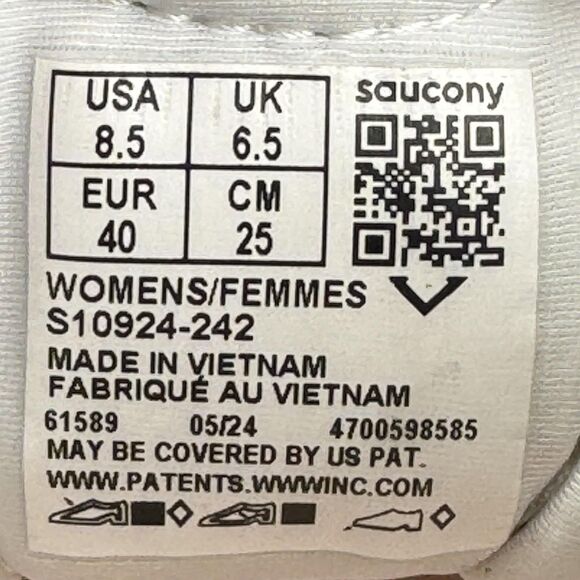 USA UK saucony
8.5 6.5
EUR CM
40 25
WOMENS/FEMMES
S10924-242
MADE IN VIETNAM
FABRIQUÉ AU VIETNAM
61589 05/24 4700598585
MAY BE COVERED BY US PAT.
WWW.PATENTS.WWWINC.COM